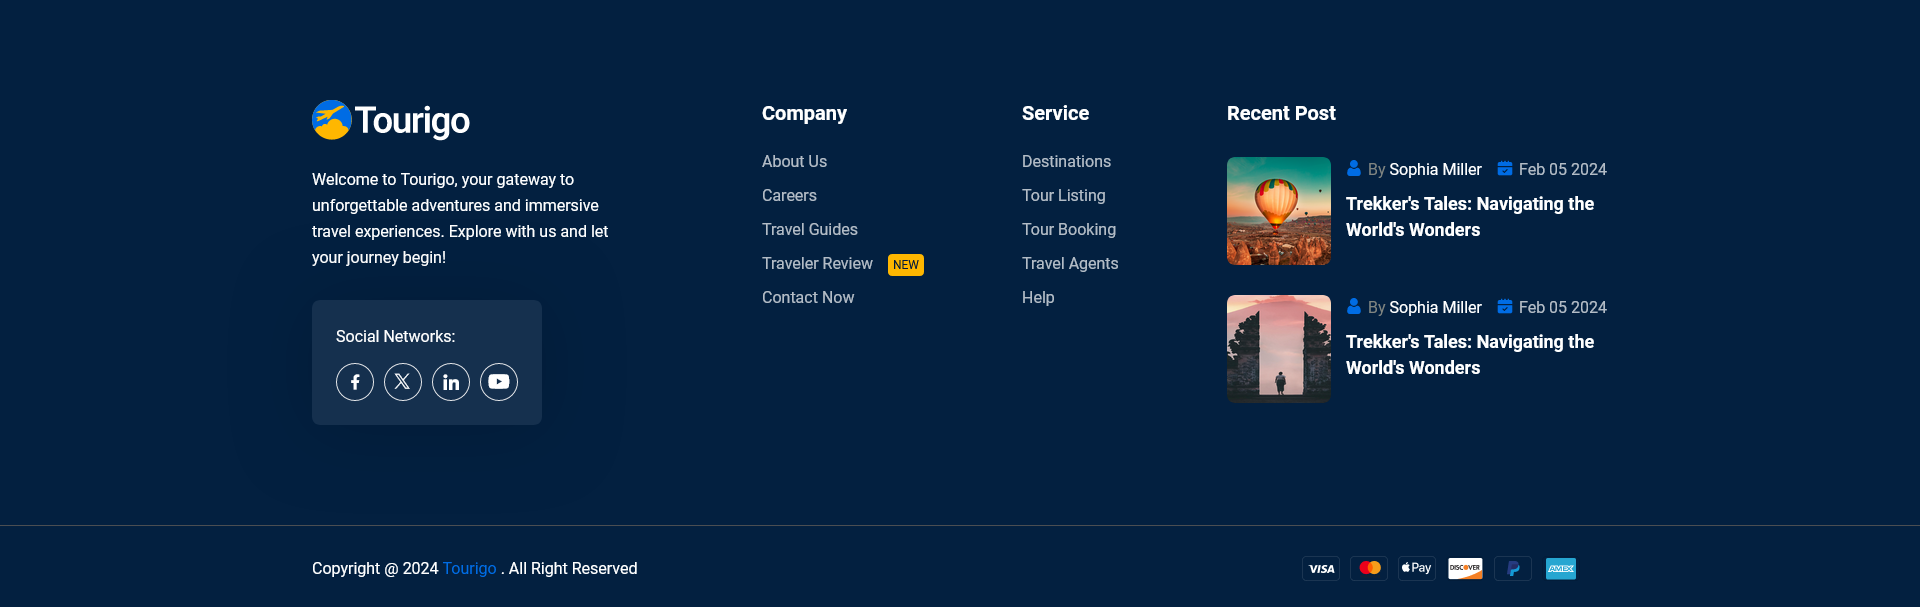 Tourigo
Welcome to Tourigo, your gateway to
unforgettable adventures and immersive
travel experiences. Explore with us and let
your journey begin!
Social Networks:
Company
About Us
Careers
Travel Guides
Traveler Review NEW
Contact Now
Service
Destinations
Tour Listing
Tour Booking
Travel Agents
Help
Recent Post
By Sophia Miller Feb 05 2024
Trekker's Tales: Navigating the
World's Wonders
By Sophia Miller Feb 05 2024
Trekker's Tales: Navigating the
World's Wonders
Copyright @ 2024 Tourigo . All Right Reserved
VISA Pay DISCOVER AMEX